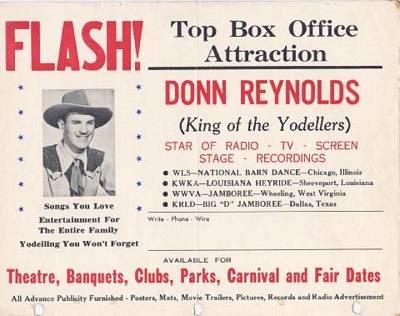 FLASH!
Top Box Office
Attraction
DONN REYNOLDS
(King of the Yodellers)
STAR OF RADIO - TV - SCREEN
STAGE - RECORDINGS
● WLS—NATIONAL BARN DANCE—Chicago, Illinois
● KWKA—LOUISIANA HEYRIDE—Shreveport, Louisiana
● WWVA—JAMBOREE—Wheeling, West Virginia
● KRLD—BIG "D" JAMBOREE—Dallas, Texas
Songs You Love
Entertainment For
The Entire Family
Yodelling You Won't Forget
Write - Phone - Wire
AVAILABLE FOR
Theatre, Banquets, Clubs, Parks, Carnival and Fair Dates
All Advance Publicity Furnished - Posters, Mats, Movie Trailers, Pictures, Records and Radio Advertisement